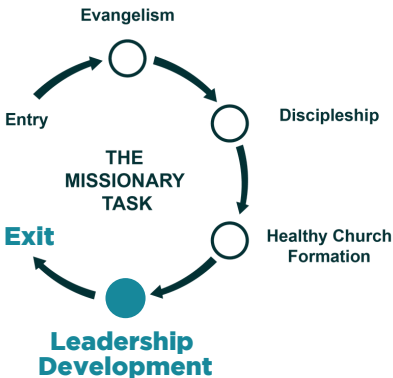 Evangelism
Entry
Discipleship
THE
MISSIONARY
TASK
Exit
Healthy Church
Formation
Leadership
Development